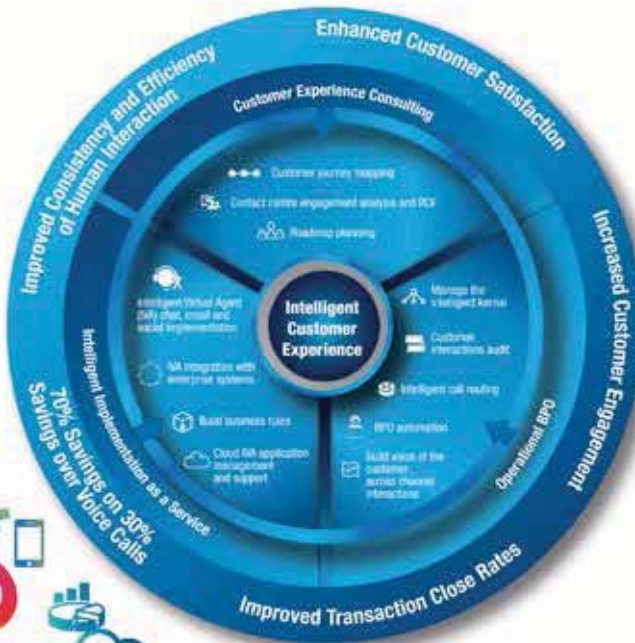 Enhanced Customer Satisfaction
Improved Consistency and Efficiency
of Human Interaction
Customer Experience Consulting
Customer journey mapping
Contact centre engagement analysis and ROI
Roadmap planning
Increased Customer Engagement
Intelligent Virtual Agent
(IVA) chat, email and
social implementation
IVA integration with
enterprise systems
Build business rules
Cloud IVA application
management
and support
Intelligent
Customer
Experience
Manage the
intelligent kernel
Customer
interactions audit
Intelligent call routing
BPO automation
Build voice of the
customer
across channel
interactions
Intelligent Implementation as a Service
Operational BPO
70% Savings on 30%
Savings over Voice Calls
Improved Transaction Close Rates